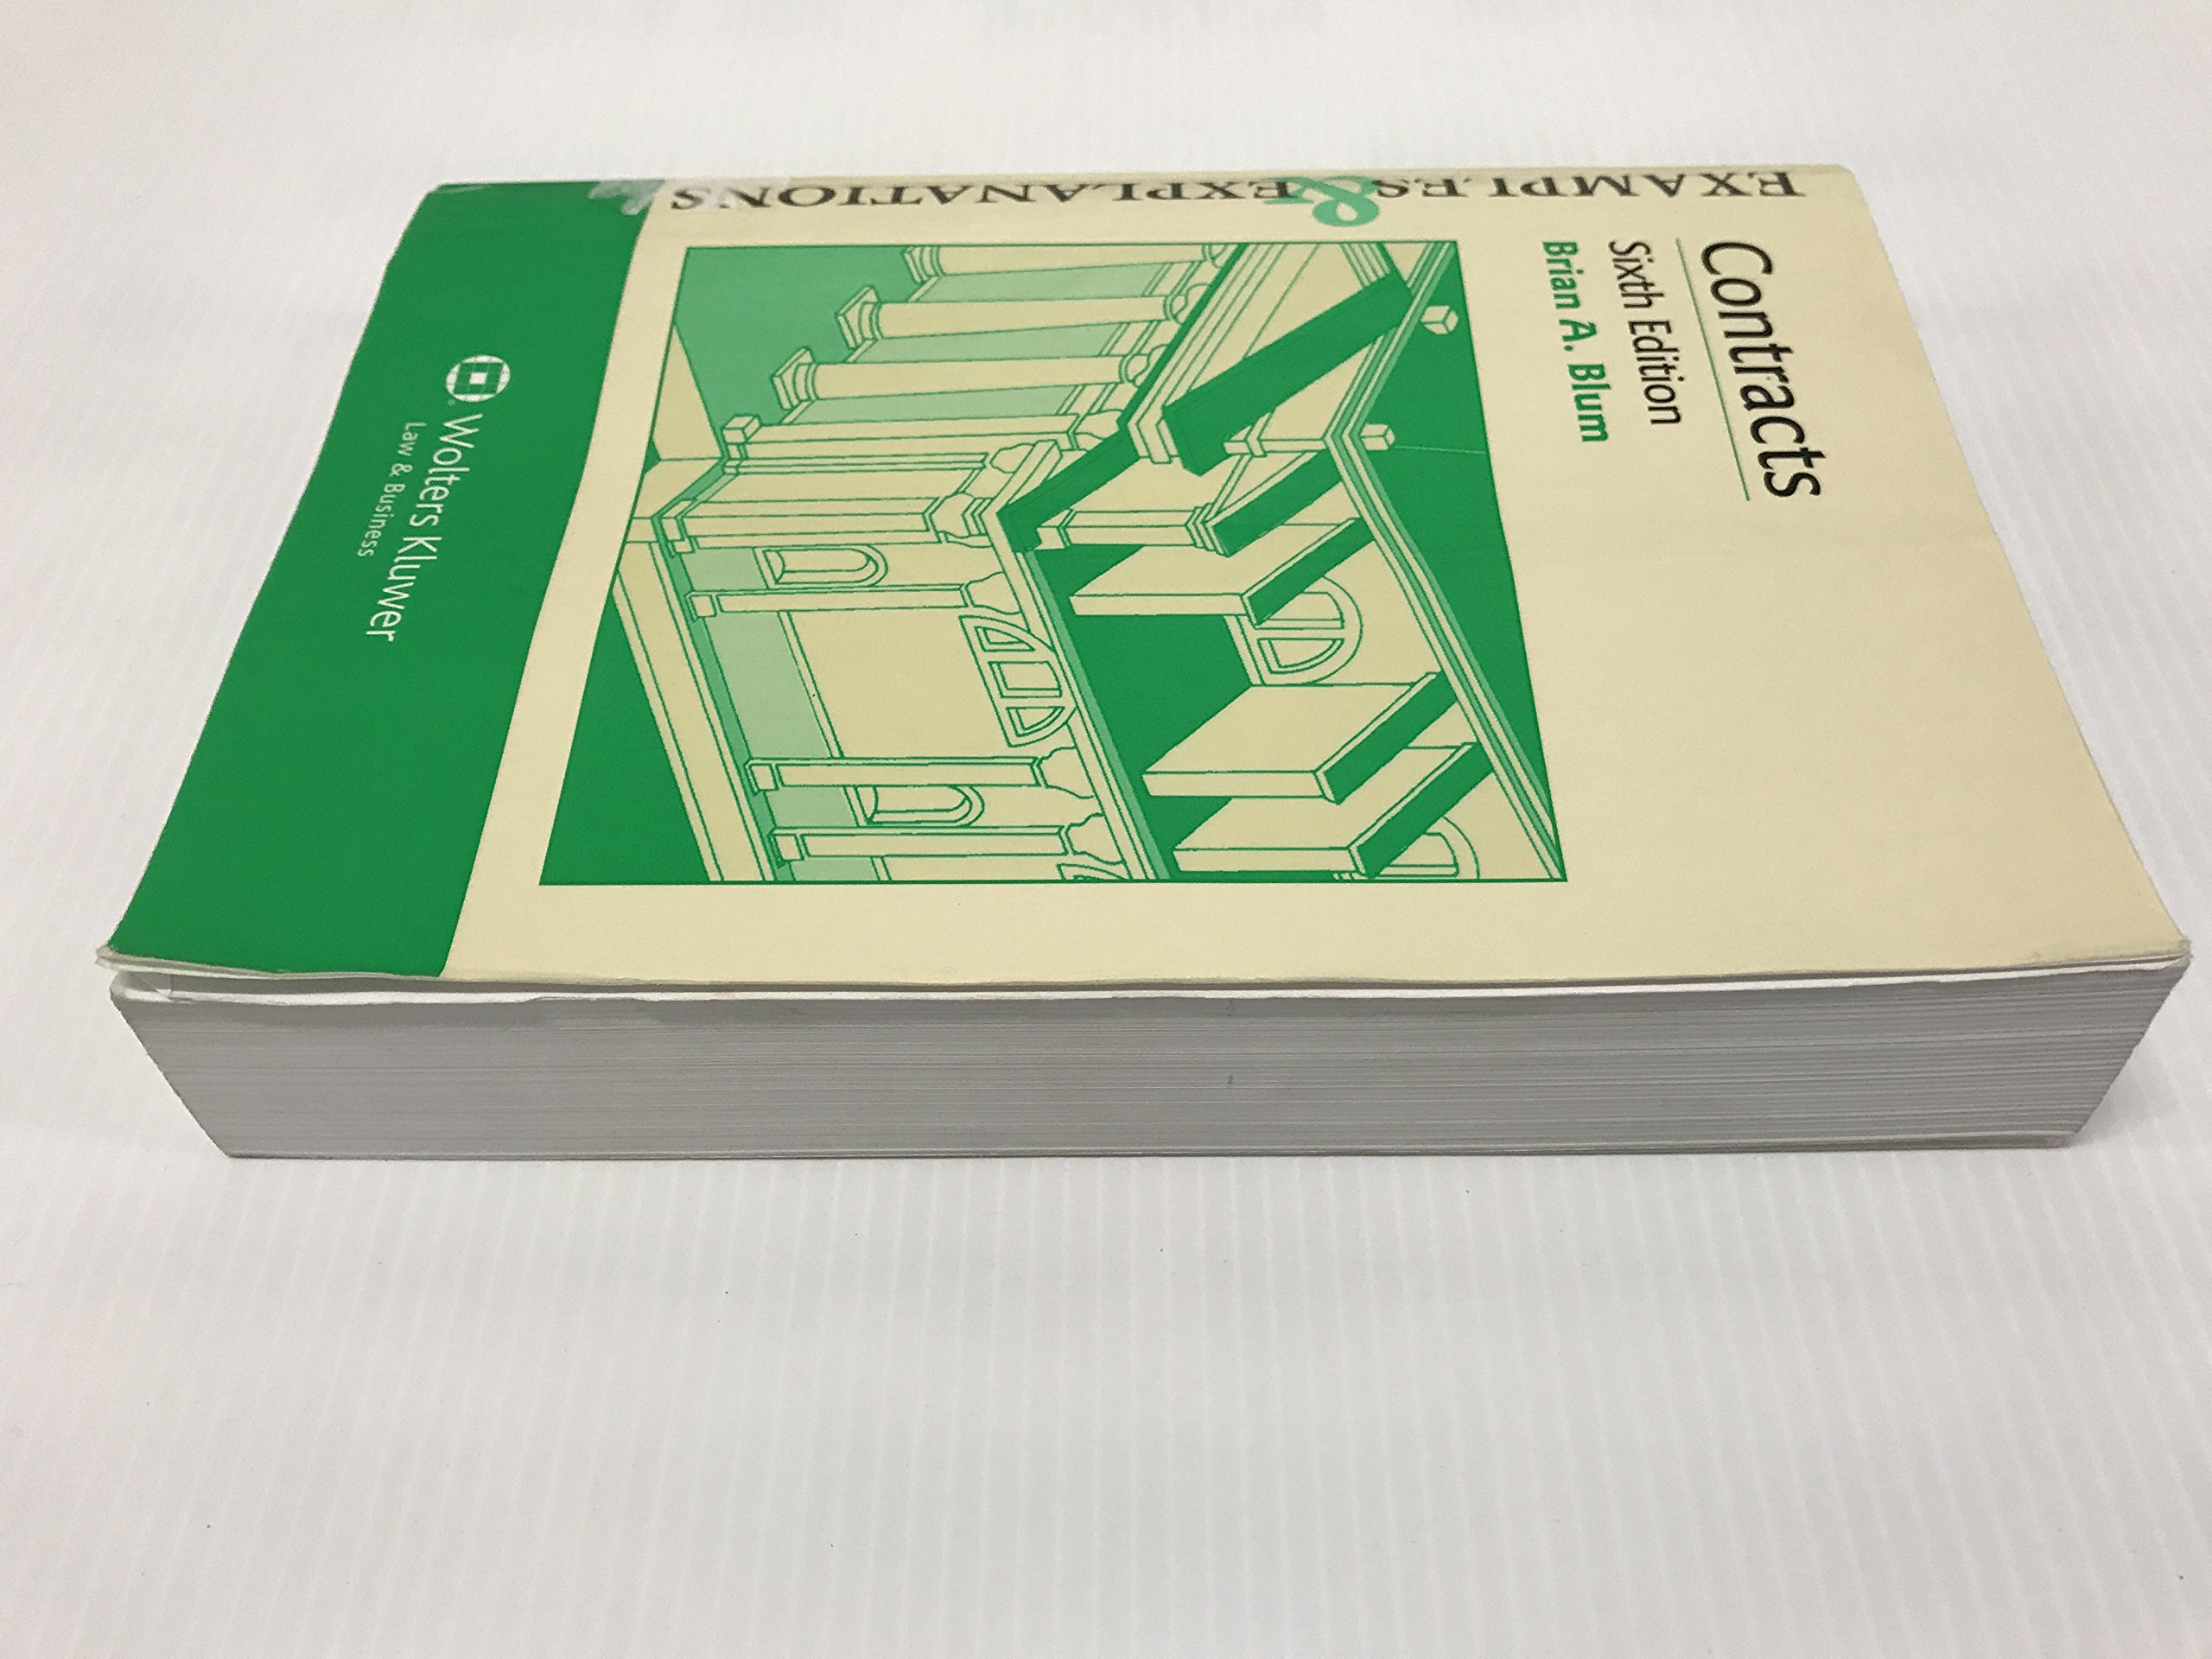 EXAMPLES & EXPLANATIONS
Contracts
Sixth Edition
Brian A. Blum
Wolters Kluwer
Law & Business